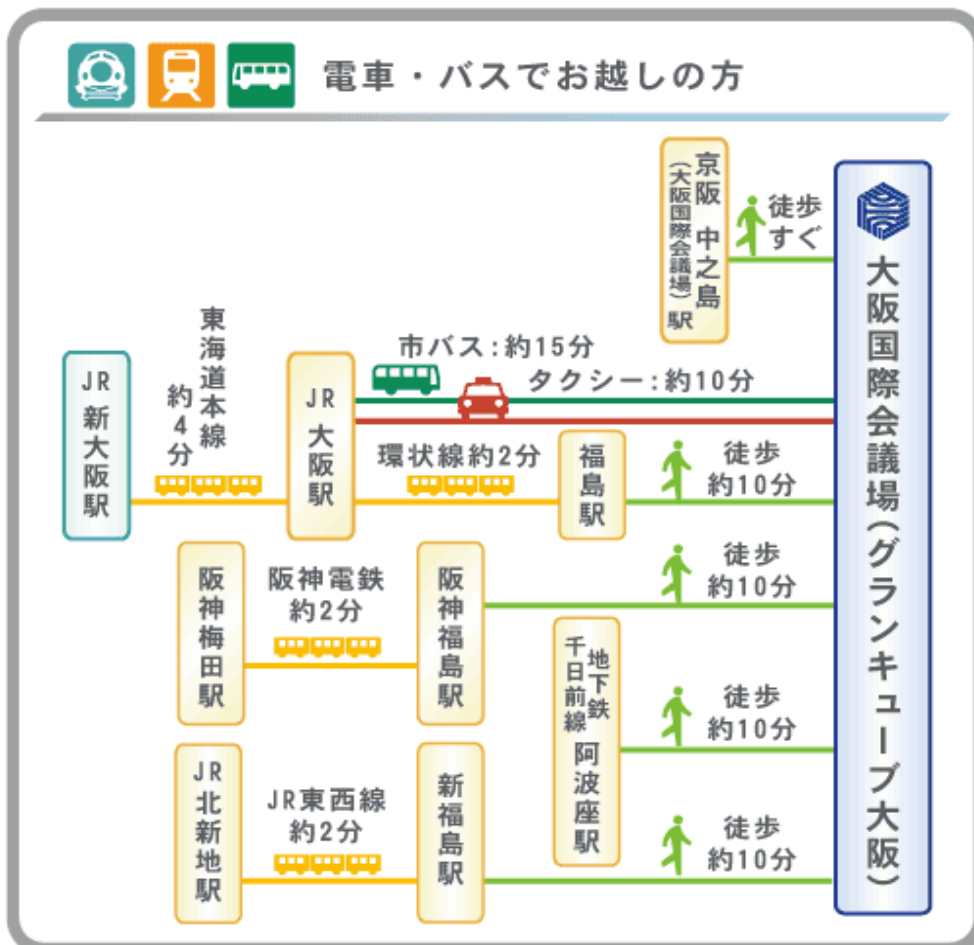 電車・バスでお越しの方
京阪 中之島
(大阪国際会議場)駅
徒歩
すぐ
大阪国際会議場(グランキューブ大阪)
市バス:約15分
タクシー:約10分
東海道本線
約4分
JR 新大阪駅
JR 大阪駅
環状線約2分
福島駅
徒歩
約10分
阪神梅田駅
阪神電鉄
約2分
阪神福島駅
徒歩
約10分
地下鉄
千日前線
阿波座駅
徒歩
約10分
JR 北新地駅
JR東西線
約2分
新福島駅
徒歩
約10分